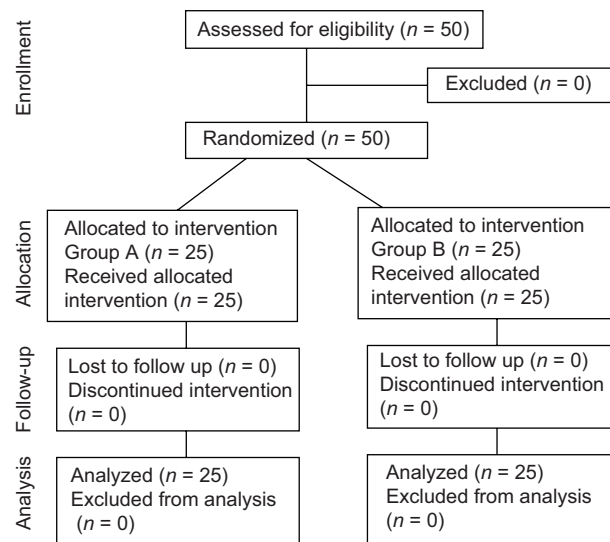 Enrollment
Assessed for eligibility (n = 50)
Excluded (n = 0)
Randomized (n = 50)
Allocation
Allocated to intervention
Group A (n = 25)
Received allocated
intervention (n = 25)
Allocated to intervention
Group B (n = 25)
Received allocated
intervention (n = 25)
Follow-up
Lost to follow up (n = 0)
Discontinued intervention
(n = 0)
Lost to follow up (n = 0)
Discontinued intervention
(n = 0)
Analysis
Analyzed (n = 25)
Excluded from analysis
(n = 0)
Analyzed (n = 25)
Excluded from analysis
(n = 0)